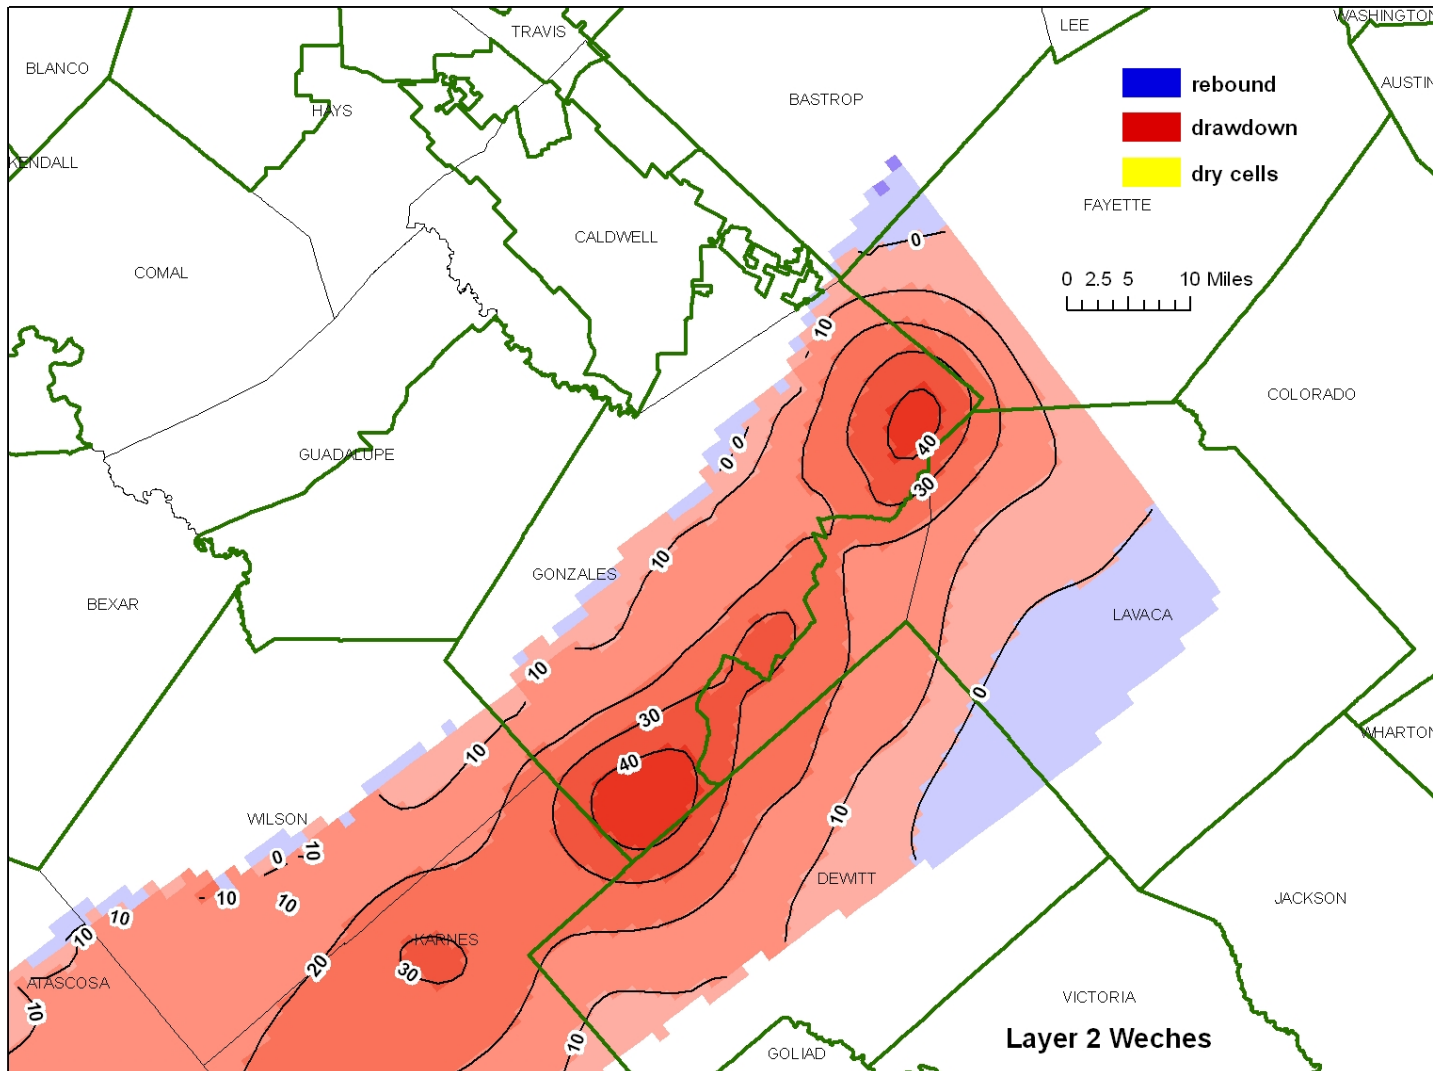 WASHINGTON
TRAVIS
LEE
BLANCO
AUSTIN
rebound
BASTROP
HAYS
drawdown
KENDALL
dry cells
FAYETTE
CALDWELL
0
COMAL
0 2.5 5 10 Miles
10
COLORADO
GUADALUPE
0
40
0
30
10
GONZALES
BEXAR
LAVACA
10
0
30
WHARTON
10
40
10
WILSON
10
0
DEWITT
10
10
JACKSON
10
10
KARNES
20
30
ATASCOSA
VICTORIA
10
Layer 2 Weches
10
GOLIAD